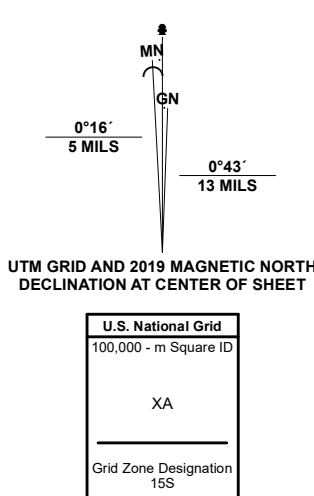 MN
GN
0°16´
5 MILS
0°43´
13 MILS
UTM GRID AND 2019 MAGNETIC NORTH
DECLINATION AT CENTER OF SHEET
U.S. National Grid
100,000 - m Square ID
XA
Grid Zone Designation
15S